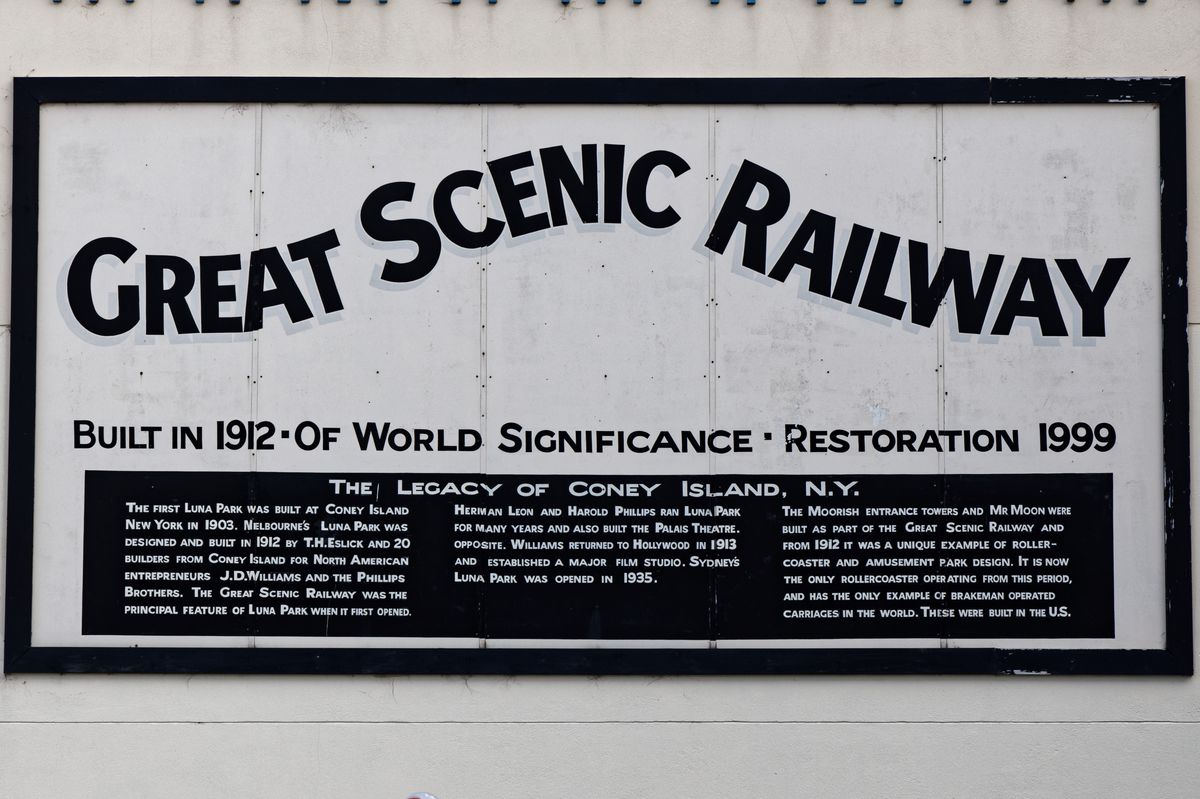 GREAT SCENIC RAILWAY
BUILT IN 1912 · OF WORLD SIGNIFICANCE · RESTORATION 1999
THE LEGACY OF CONEY ISLAND, N.Y.
THE FIRST LUNA PARK WAS BUILT AT CONEY ISLAND
NEW YORK IN 1903. NELBOURNE'S LUNA PARK WAS
DESIGNED AND BUILT IN 1912 BY T.H.ESLICK AND 20
BUILDERS FROM CONEY ISLAND FOR NORTH AMERICAN
ENTREPRENEURS J.D.WILLIAMS AND THE PHILLIPS
BROTHERS. THE GREAT SCENIC RAILWAY WAS THE
PRINCIPAL FEATURE OF LUNA PARK WHEN IT FIRST OPENED.
HERMAN LEON AND HAROLD PHILLIPS RAN LUNA PARK
FOR MANY YEARS AND ALSO BUILT THE PALAIS THEATRE.
OPPOSITE. WILLIAMS RETURNED TO HOLLYWOOD IN 1913
AND ESTABLISHED A MAJOR FILM STUDIO. SYDNEY'S
LUNA PARK WAS OPENED IN 1935.
THE MOORISH ENTRANCE TOWERS AND MR MOON WERE
BUILT AS PART OF THE GREAT SCENIC RAILWAY AND
FROM 1912 IT WAS A UNIQUE EXAMPLE OF ROLLER-
COASTER AND AMUSEMENT PARK DESIGN. IT IS NOW
THE ONLY ROLLERCOASTER OPERATING FROM THIS PERIOD,
AND HAS THE ONLY EXAMPLE OF BRAKEMAN OPERATED
CARRIAGES IN THE WORLD. THESE WERE BUILT IN THE U.S.